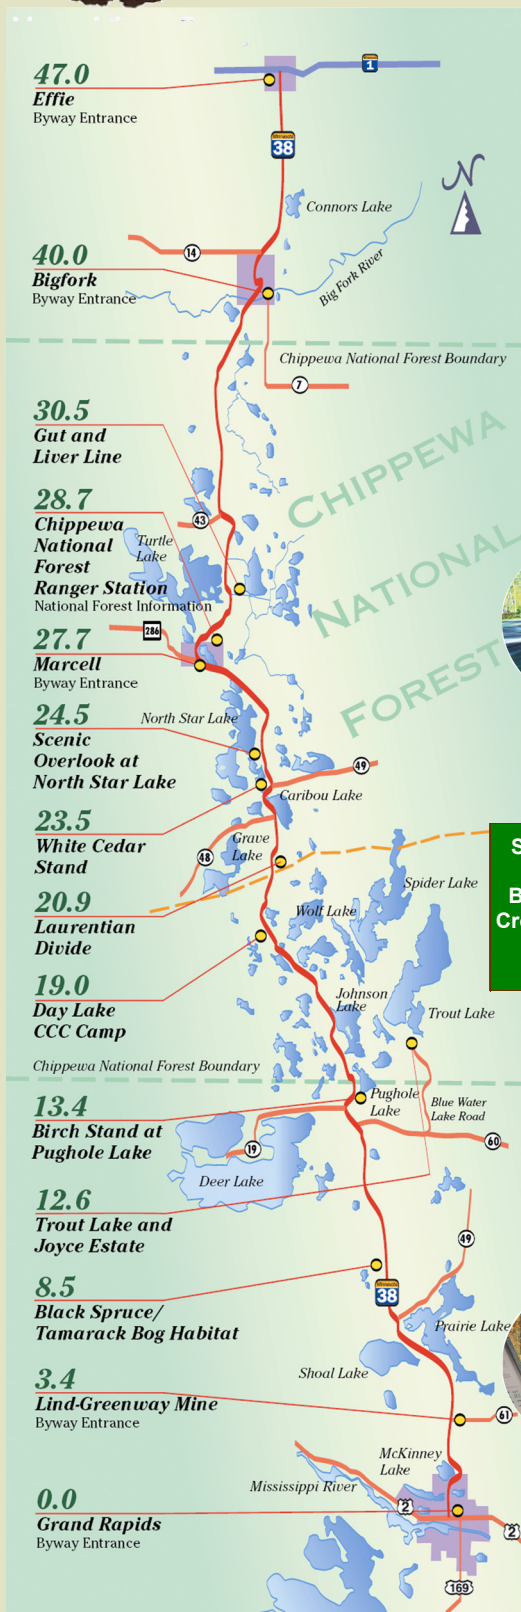 47.0
Effie
Byway Entrance
1
Minnesota
38
Connors Lake
N
14
40.0
Bigfork
Byway Entrance
Big Fork River
Chippewa National Forest Boundary
7
30.5
Gut and
Liver Line
CHIPPEWA
NATIONAL
FOREST
28.7
Chippewa
National
Forest
Ranger Station
National Forest Information
43
Turtle
Lake
286
27.7
Marcell
Byway Entrance
24.5
Scenic
Overlook at
North Star Lake
North Star Lake
49
Caribou Lake
23.5
White Cedar
Stand
Grave
Lake
48
20.9
Laurentian
Divide
Spider Lake
Wolf Lake
19.0
Day Lake
CCC Camp
Johnson
Lake
Trout Lake
Chippewa National Forest Boundary
13.4
Birch Stand at
Pughole Lake
Pughole
Lake
Blue Water
Lake Road
60
19
Deer Lake
12.6
Trout Lake and
Joyce Estate
49
8.5
Black Spruce/
Tamarack Bog Habitat
Minnesota
38
Prairie Lake
Shoal Lake
3.4
Lind-Greenway Mine
Byway Entrance
61
McKinney
Lake
Mississippi River
2
0.0
Grand Rapids
Byway Entrance
2
169